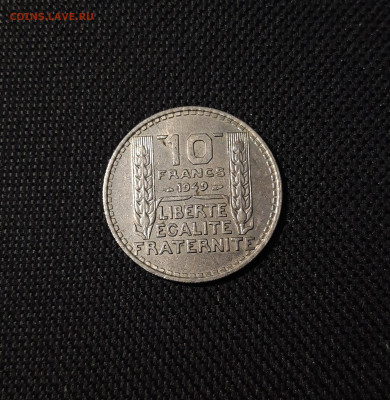 COINS.LAVE.RU
10
FRANCS
1949
LIBERTE
EGALITE
FRATERNITE